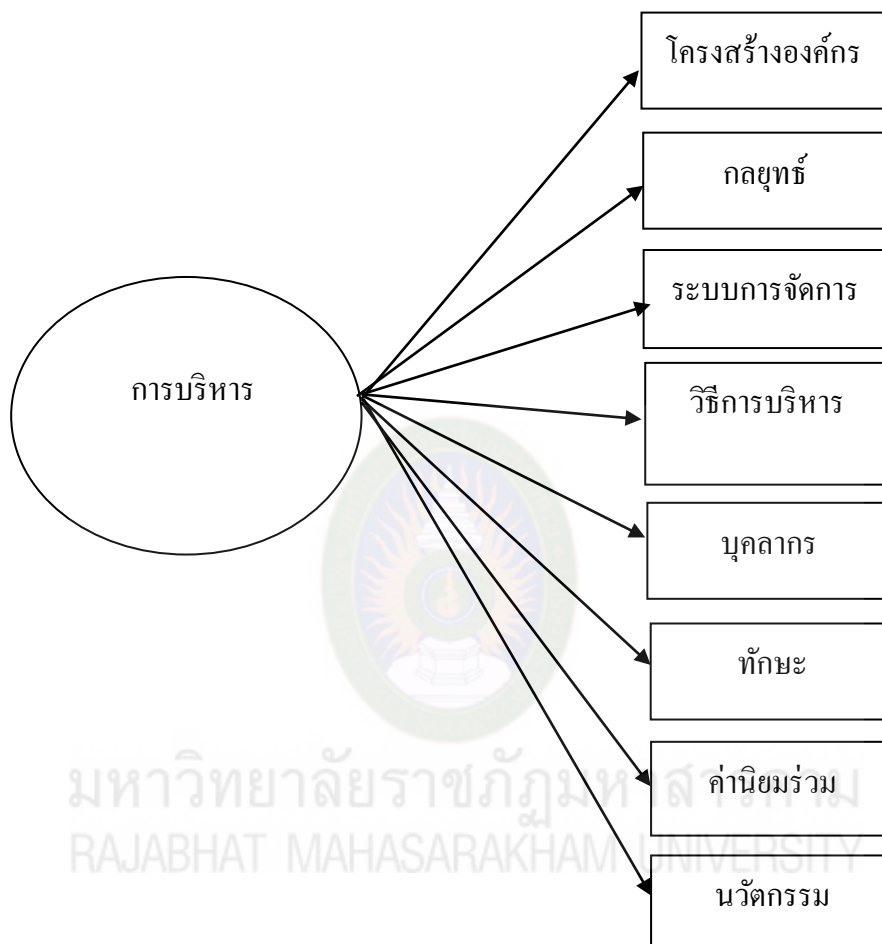 โครงสร้างองค์กร
กลยุทธ์
ระบบการจัดการ
การบริหาร
วิธีการบริหาร
บุคลากร
ทักษะ
ค่านิยมร่วม
นวัตกรรม
มหาวิทยาลัยราชภัฏมหาสารคาม
RAJABHAT MAHASARAKHAM UNIVERSITY